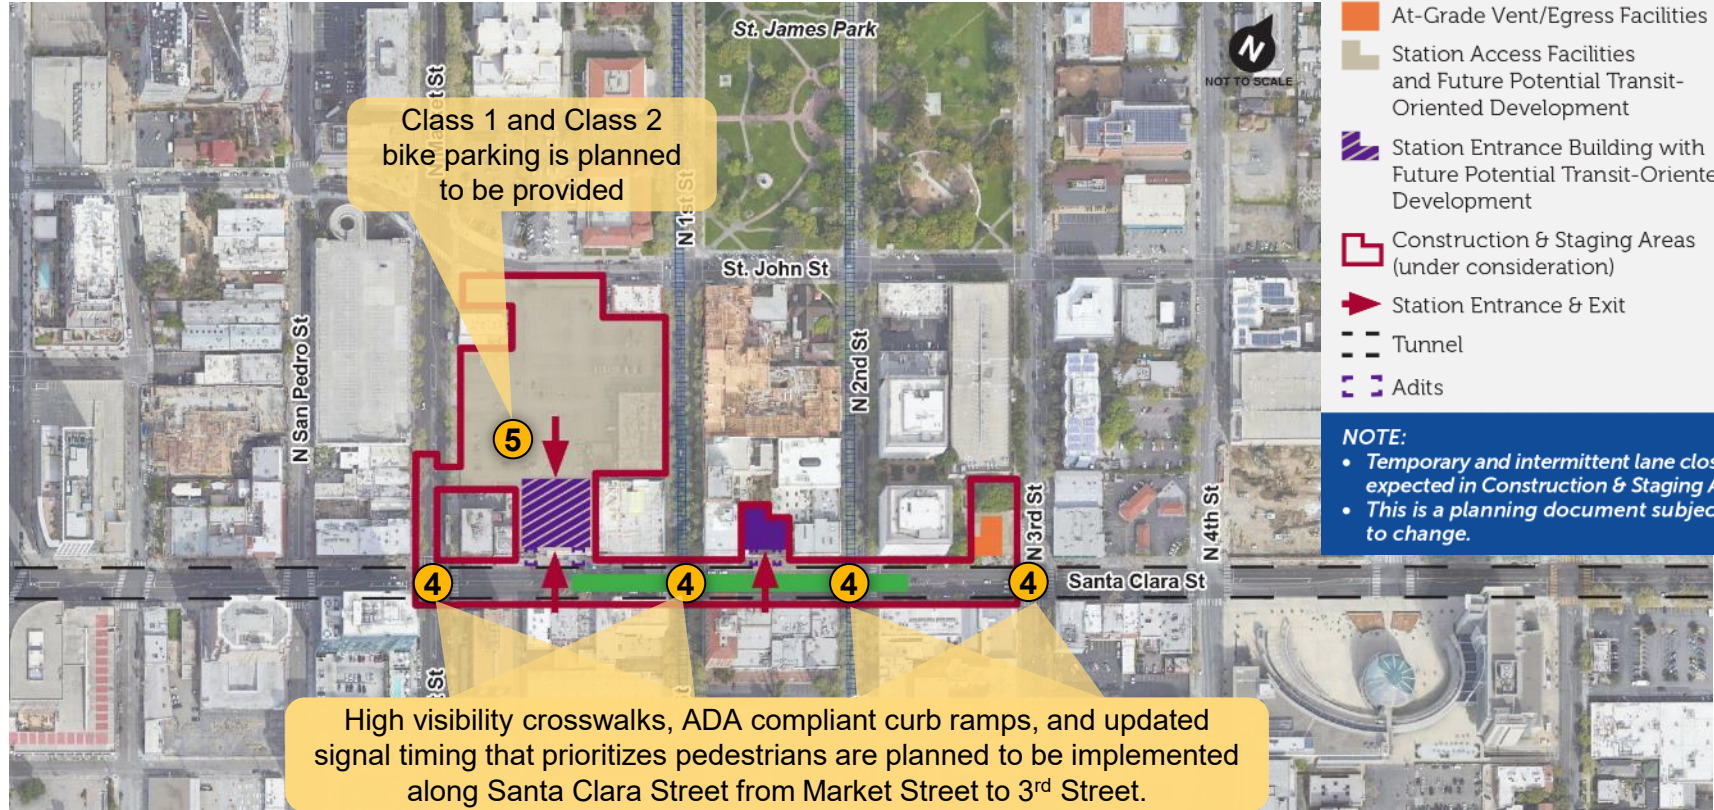 St. James Park
N
NOT TO SCALE
Class 1 and Class 2
bike parking is planned
to be provided
N 1st St
St. John St
N San Pedro St
N 2nd St
5
N 3rd St
N 4th St
4
4
4
4
Santa Clara St
High visibility crosswalks, ADA compliant curb ramps, and updated
signal timing that prioritizes pedestrians are planned to be implemented
along Santa Clara Street from Market Street to 3rd Street.
At-Grade Vent/Egress Facilities
Station Access Facilities
and Future Potential Transit-
Oriented Development
Station Entrance Building with
Future Potential Transit-Oriente
Development
Construction & Staging Areas
(under consideration)
Station Entrance & Exit
Tunnel
Adits
NOTE:
• Temporary and intermittent lane clos
expected in Construction & Staging A
• This is a planning document subjec
to change.